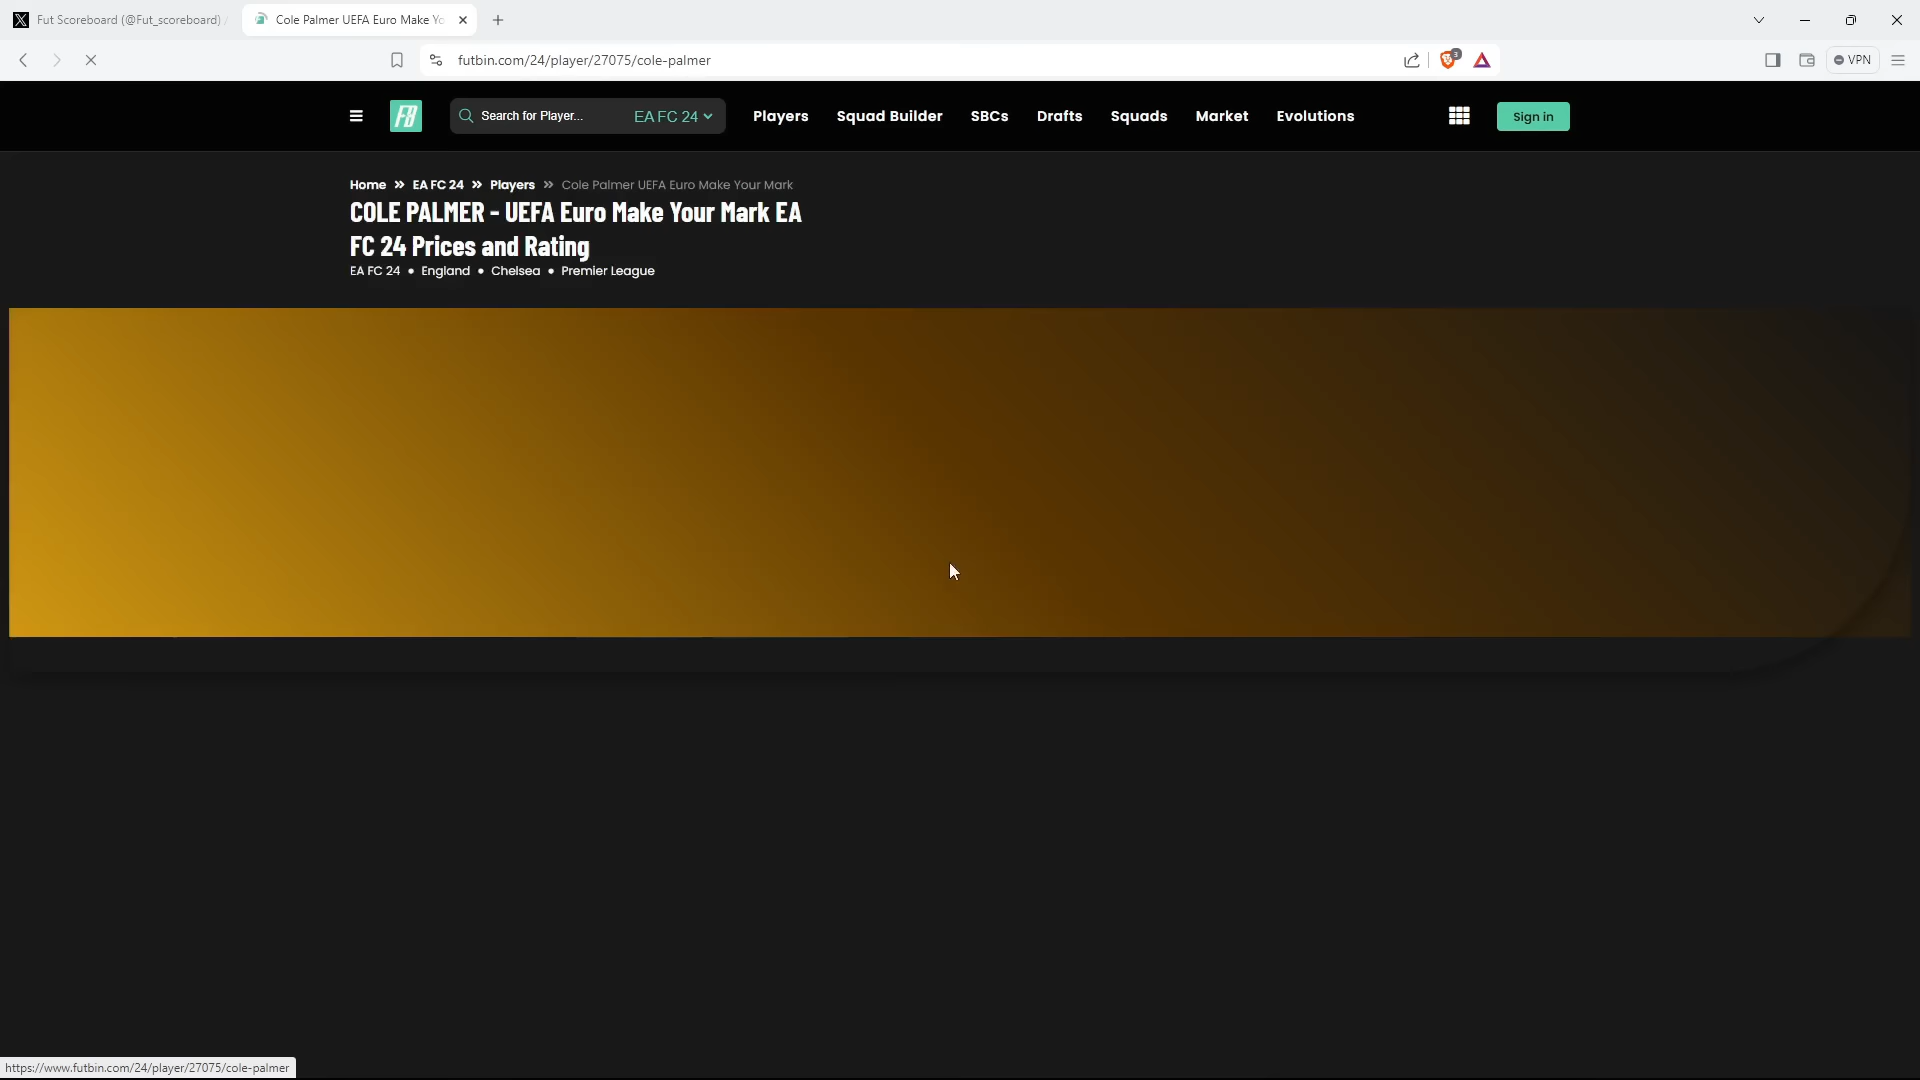 Fut Scoreboard (@Fut_scoreboard) /
Cole Palmer UEFA Euro Make Yo
futbin.com/24/player/27075/cole-palmer
3
VPN
FB
Search for Player...
EA FC 24
Players
Squad Builder
SBCs
Drafts
Squads
Market
Evolutions
Sign in
Home » EA FC 24 » Players » Cole Palmer UEFA Euro Make Your Mark
COLE PALMER - UEFA Euro Make Your Mark EA
FC 24 Prices and Rating
EA FC 24 • England • Chelsea • Premier League
https://www.futbin.com/24/player/27075/cole-palmer